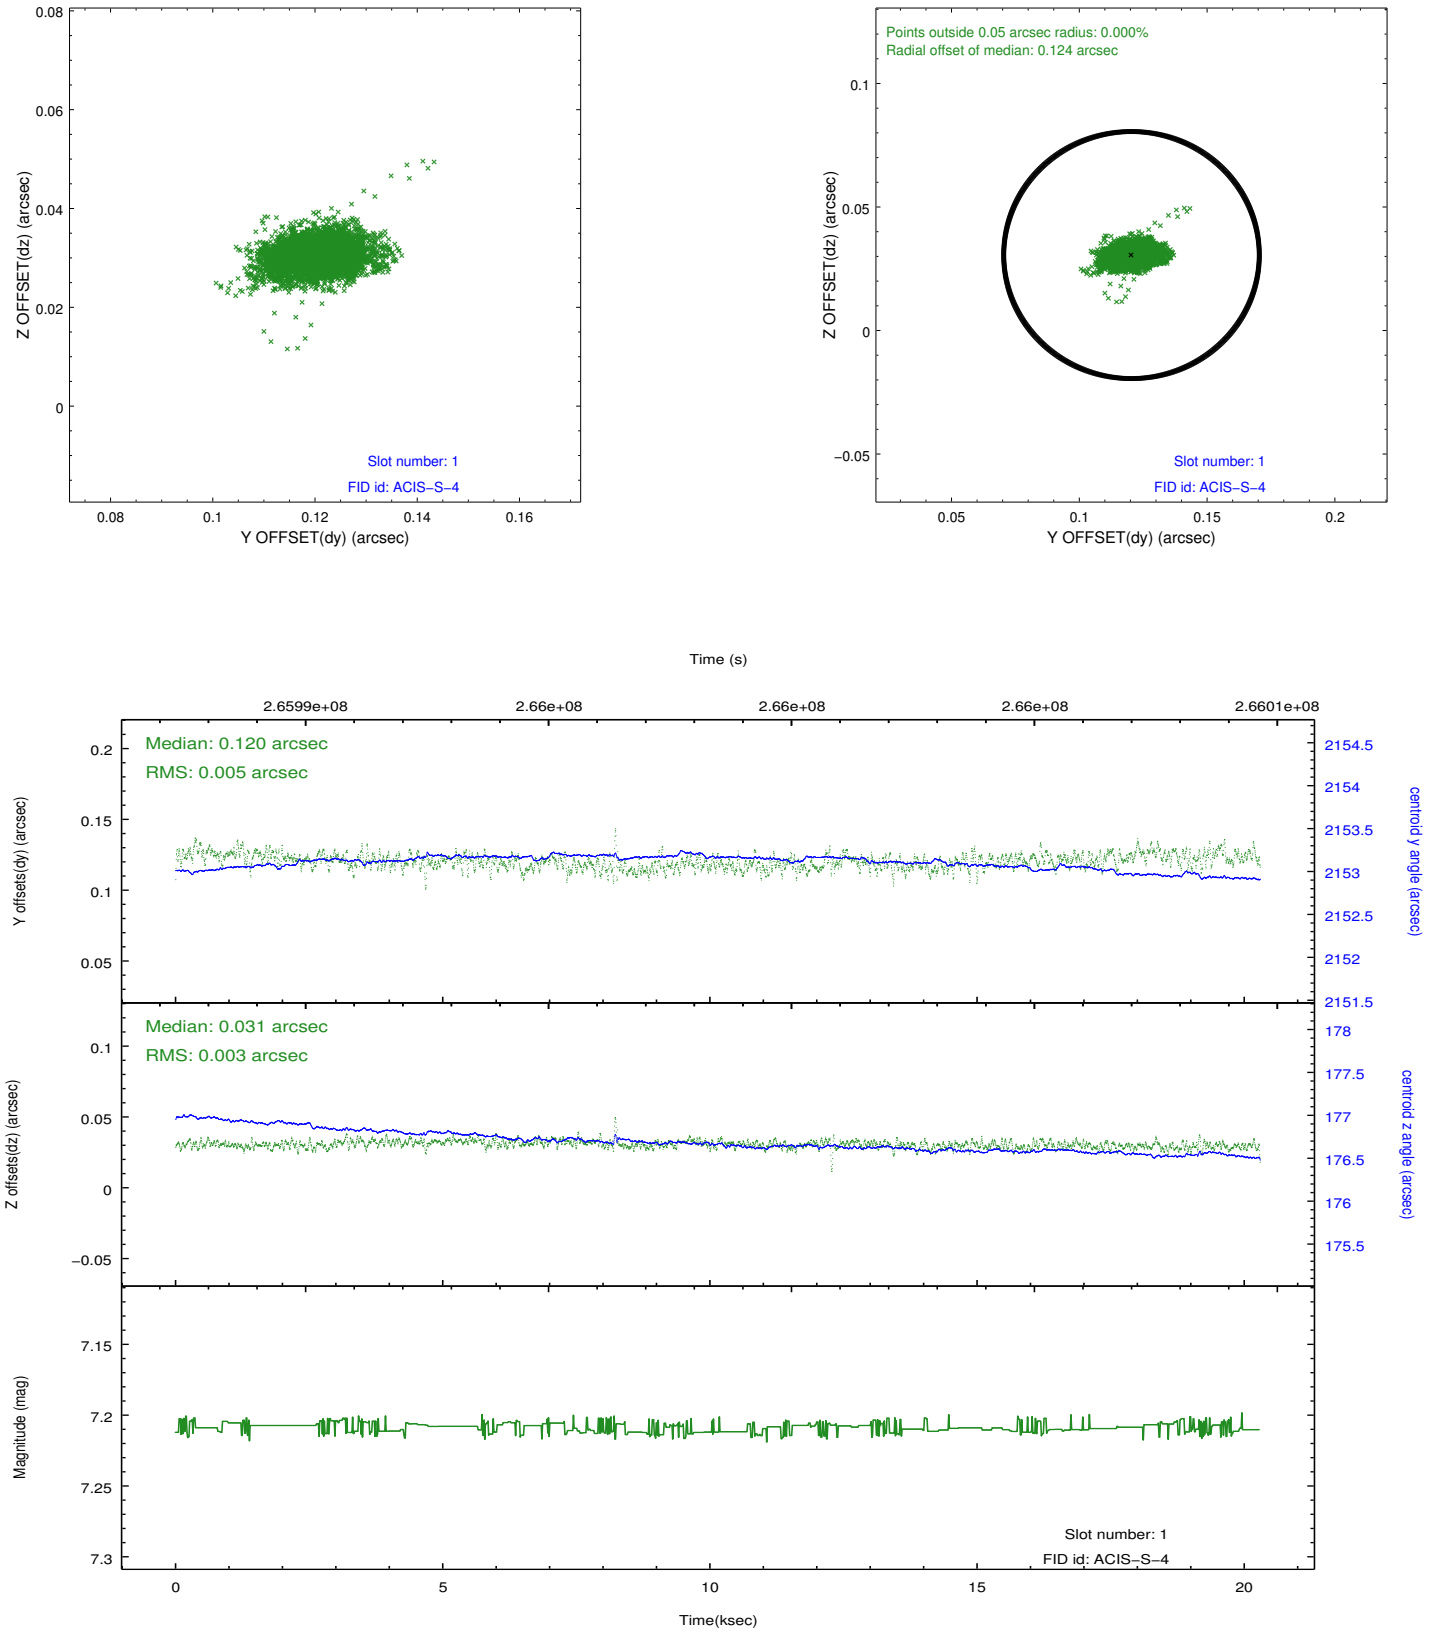 0.08
0.06
0.04
0.02
0
Z OFFSET(dz) (arcsec)
Slot number: 1
FID id: ACIS−S−4
0.08
0.1
0.12
0.14
0.16
Y OFFSET(dy) (arcsec)
Points outside 0.05 arcsec radius: 0.000%
Radial offset of median: 0.124 arcsec
0.1
0.05
0
−0.05
Z OFFSET(dz) (arcsec)
Slot number: 1
FID id: ACIS−S−4
0.05
0.1
0.15
0.2
Y OFFSET(dy) (arcsec)
Time (s)
2.6599e+08
2.66e+08
2.66e+08
2.66e+08
2.6601e+08
Median: 0.120 arcsec
RMS: 0.005 arcsec
0.2
0.15
0.1
0.05
Y offsets(dy) (arcsec)
2154.5
2154
2153.5
2153
2152.5
2152
2151.5
centroid y angle (arcsec)
Median: 0.031 arcsec
RMS: 0.003 arcsec
0.1
0.05
0
−0.05
Z offsets(dz) (arcsec)
178
177.5
177
176.5
176
175.5
centroid z angle (arcsec)
7.15
7.2
7.25
7.3
Magnitude (mag)
Slot number: 1
FID id: ACIS−S−4
0
5
10
15
20
Time(ksec)